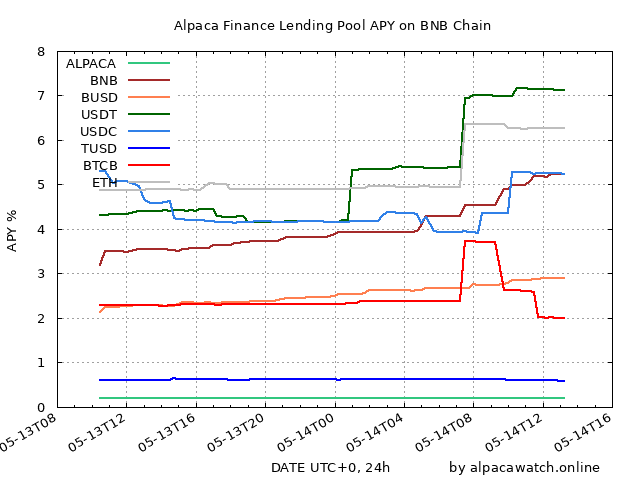 Alpaca Finance Lending Pool APY on BNB Chain
8
7
6
5
4
3
2
1
0
APY %
ALPACA
BNB
BUSD
USDT
USDC
TUSD
BTCB
ETH
05-13T08
05-13T12
05-13T16
05-13T20
05-14T00
05-14T04
05-14T08
05-14T12
05-14T16
DATE UTC+0, 24h
by alpacawatch.online